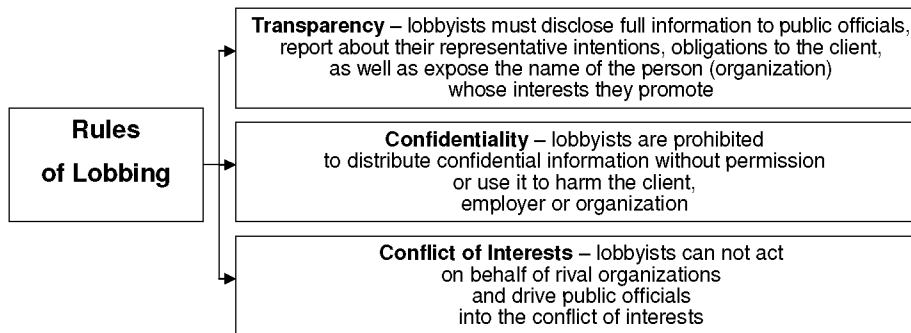 Rules
of Lobbing
Transparency – lobbyists must disclose full information to public officials,
report about their representative intentions, obligations to the client,
as well as expose the name of the person (organization)
whose interests they promote
Confidentiality – lobbyists are prohibited
to distribute confidential information without permission
or use it to harm the client,
employer or organization
Conflict of Interests – lobbyists can not act
on behalf of rival organizations
and drive public officials
into the conflict of interests